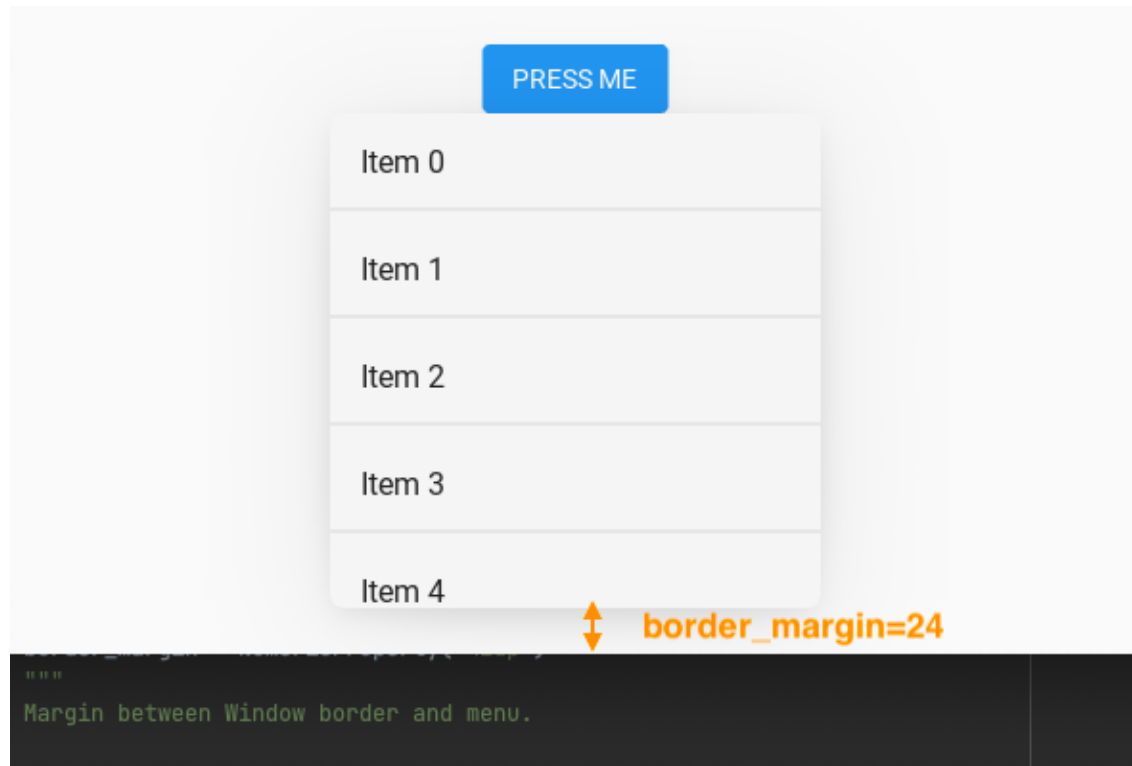 PRESS ME
Item 0
Item 1
Item 2
Item 3
Item 4
border_margin=24
"""
Margin between Window border and menu.